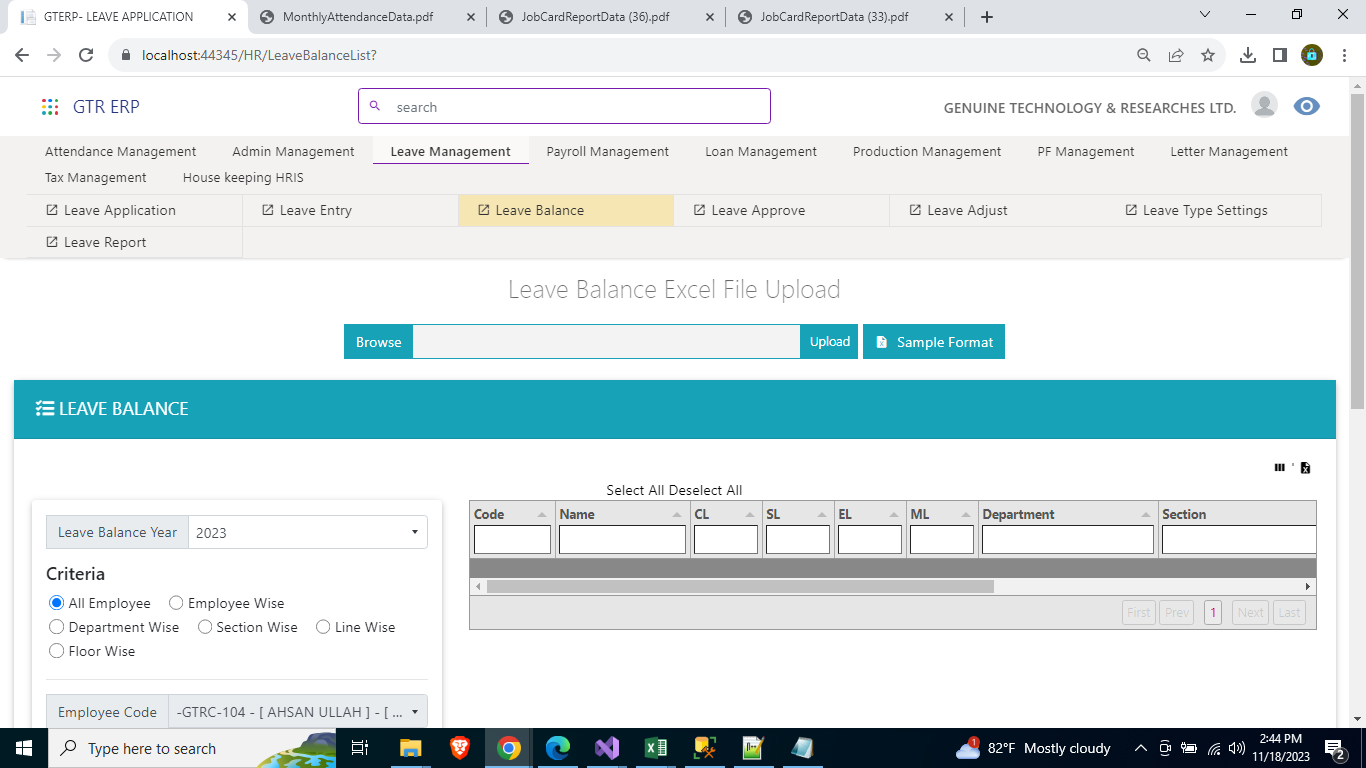 GTERP- LEAVE APPLICATION
MonthlyAttendanceData.pdf
JobCardReportData (36).pdf
JobCardReportData (33).pdf
localhost:44345/HR/LeaveBalanceList?
GTR ERP
search
GENUINE TECHNOLOGY & RESEARCHES LTD.
Attendance Management Admin Management Leave Management Payroll Management Loan Management Production Management PF Management Letter Management
Tax Management House keeping HRIS
Leave Application Leave Entry Leave Balance Leave Approve Leave Adjust Leave Type Settings
Leave Report
Leave Balance Excel File Upload
Browse Upload Sample Format
LEAVE BALANCE
Leave Balance Year 2023
Criteria
All Employee Employee Wise
Department Wise Section Wise Line Wise
Floor Wise
Employee Code -GTRC-104 - [ AHSAN ULLAH ] - [ ...
Select All Deselect All
Code Name CL SL EL ML Department Section
First Prev 1 Next Last
Type here to search
1
82°F Mostly cloudy
2:44 PM
11/18/2023
2